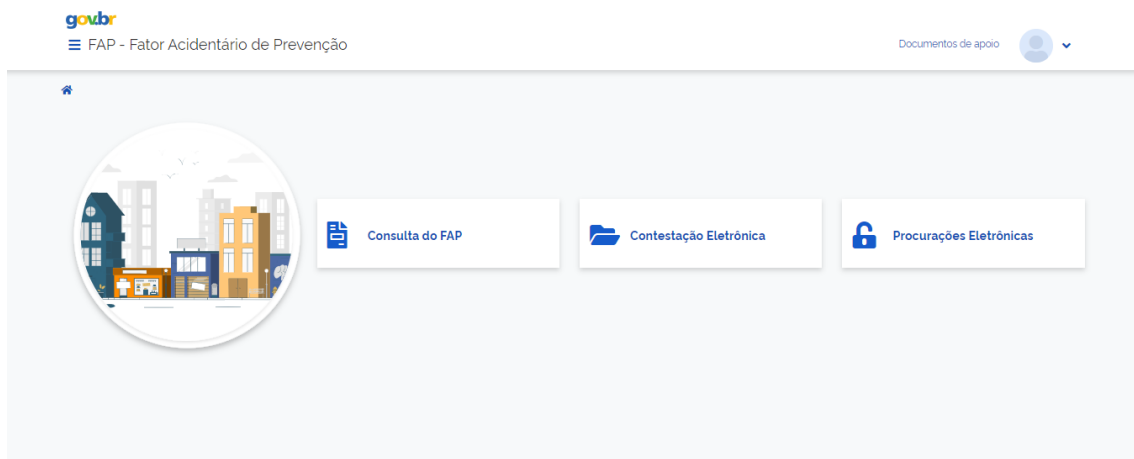 gov.br
FAP - Fator Acidentário de Prevenção
Documentos de apoio
Consulta do FAP
Contestação Eletrônica
Procurações Eletrônicas